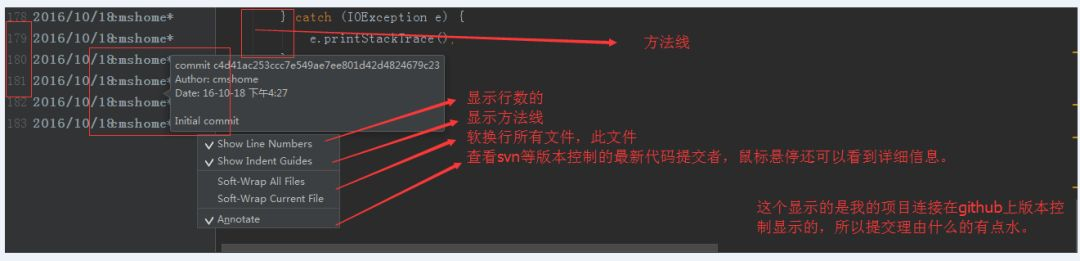 178 2016/10/18 cmshome*
} catch (IOException e) {
179 2016/10/18 cmshome*
e.printStackTrace();
方法线
180 2016/10/18 cmshome*
}
181 2016/10/18 cmshome*
182 2016/10/18 cmshome*
183 2016/10/18 cmshome*
commit c4d41ac253ccc7e549ae7ee801d42d4824679c23
Author: cmshome
Date: 16-10-18 下午4:27
Initial commit
Show Line Numbers
Show Indent Guides
Soft-Wrap All Files
Soft-Wrap Current File
Annotate
显示行数的
显示方法线
软换行所有文件，此文件
查看svn等版本控制的最新代码提交者，鼠标悬停还可以看到详细信息。
这个显示的是我的项目连接在github上版本控
制显示的，所以提交理由什么的有点水。